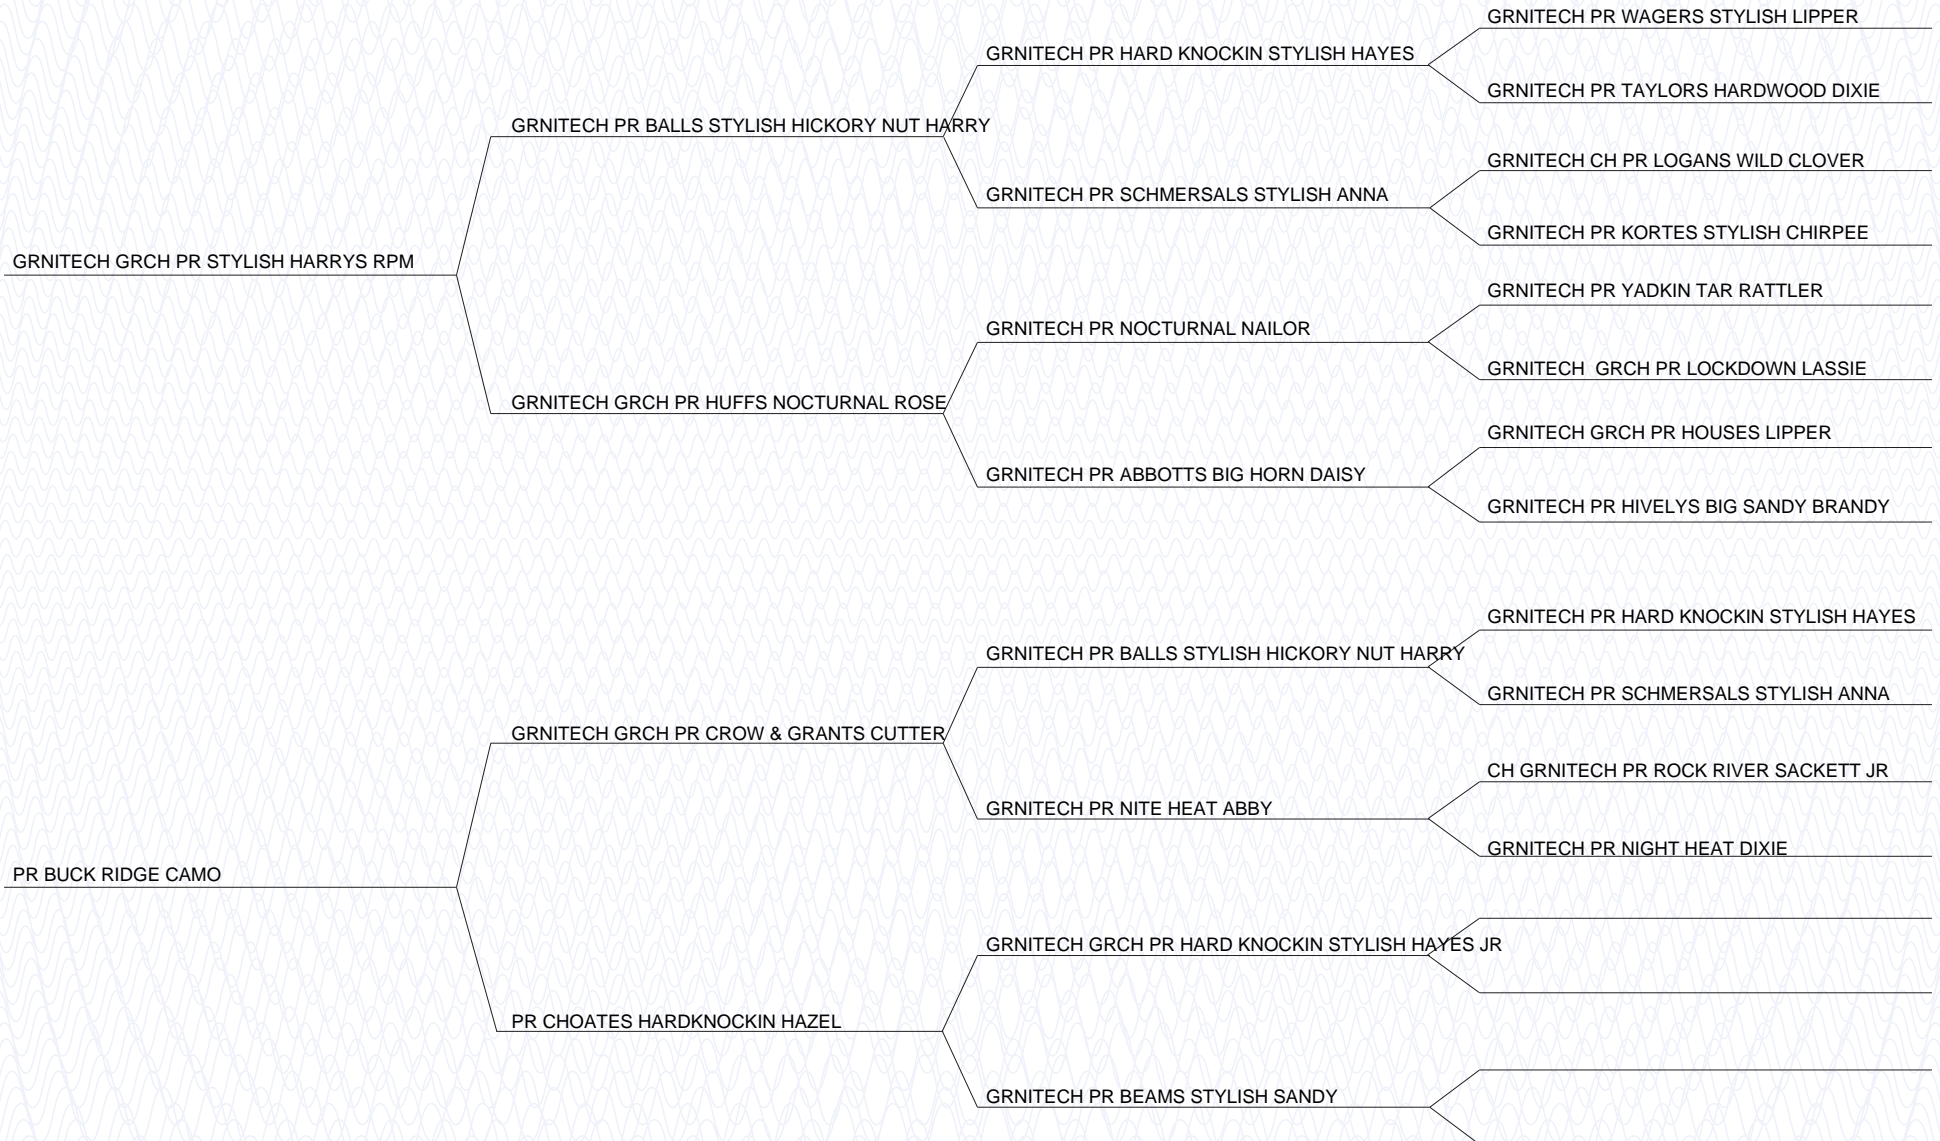 GRNITECH PR WAGERS STYLISH LIPPER
GRNITECH PR HARD KNOCKIN STYLISH HAYES
GRNITECH PR TAYLORS HARDWOOD DIXIE
GRNITECH PR BALLS STYLISH HICKORY NUT HARRY
GRNITECH CH PR LOGANS WILD CLOVER
GRNITECH PR SCHMERSALS STYLISH ANNA
GRNITECH PR KORTES STYLISH CHIRPEE
GRNITECH GRCH PR STYLISH HARRYS RPM
GRNITECH PR YADKIN TAR RATTLER
GRNITECH PR NOCTURNAL NAILOR
GRNITECH  GRCH PR LOCKDOWN LASSIE
GRNITECH GRCH PR HUFFS NOCTURNAL ROSE
GRNITECH GRCH PR HOUSES LIPPER
GRNITECH PR ABBOTTS BIG HORN DAISY
GRNITECH PR HIVELYS BIG SANDY BRANDY
GRNITECH PR HARD KNOCKIN STYLISH HAYES
GRNITECH PR BALLS STYLISH HICKORY NUT HARRY
GRNITECH PR SCHMERSALS STYLISH ANNA
GRNITECH GRCH PR CROW & GRANTS CUTTER
CH GRNITECH PR ROCK RIVER SACKETT JR
GRNITECH PR NITE HEAT ABBY
GRNITECH PR NIGHT HEAT DIXIE
PR BUCK RIDGE CAMO
GRNITECH GRCH PR HARD KNOCKIN STYLISH HAYES JR
PR CHOATES HARDKNOCKIN HAZEL
GRNITECH PR BEAMS STYLISH SANDY